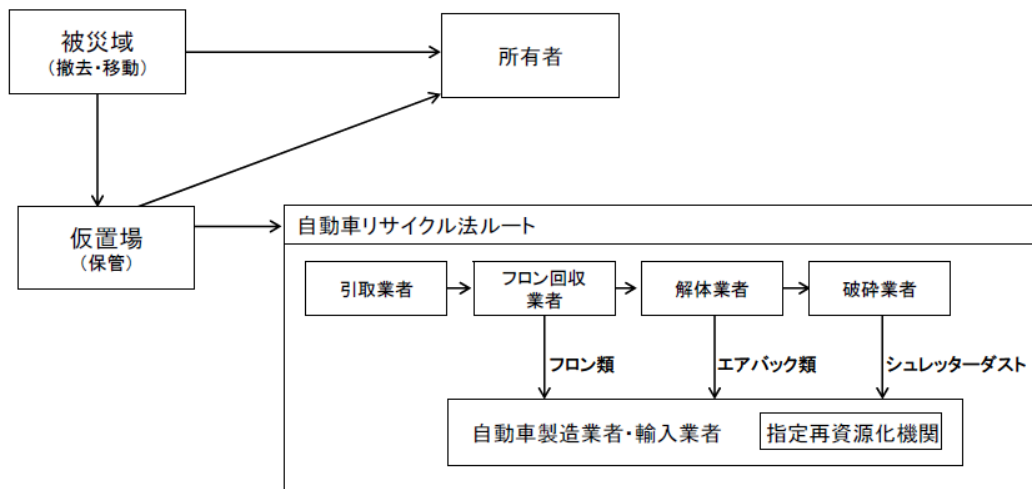 被災域
（撤去・移動）
所有者
仮置場
（保管）
自動車リサイクル法ルート
引取業者
フロン回収
業者
解体業者
破砕業者
フロン類
エアバック類
シュレッターダスト
自動車製造業者・輸入業者
指定再資源化機関